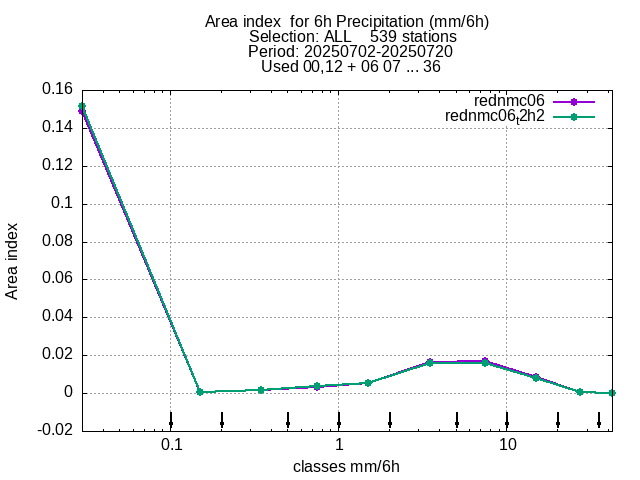 Area index  for 6h Precipitation (mm/6h)
Selection: ALL    539 stations
Period: 20250702-20250720
Used 00,12 + 06 07 ... 36
rednmc06
rednmc06t2h2
0.16
0.14
0.12
0.1
0.08
0.06
0.04
0.02
0
-0.02
Area index
0.1 1 10
classes mm/6h